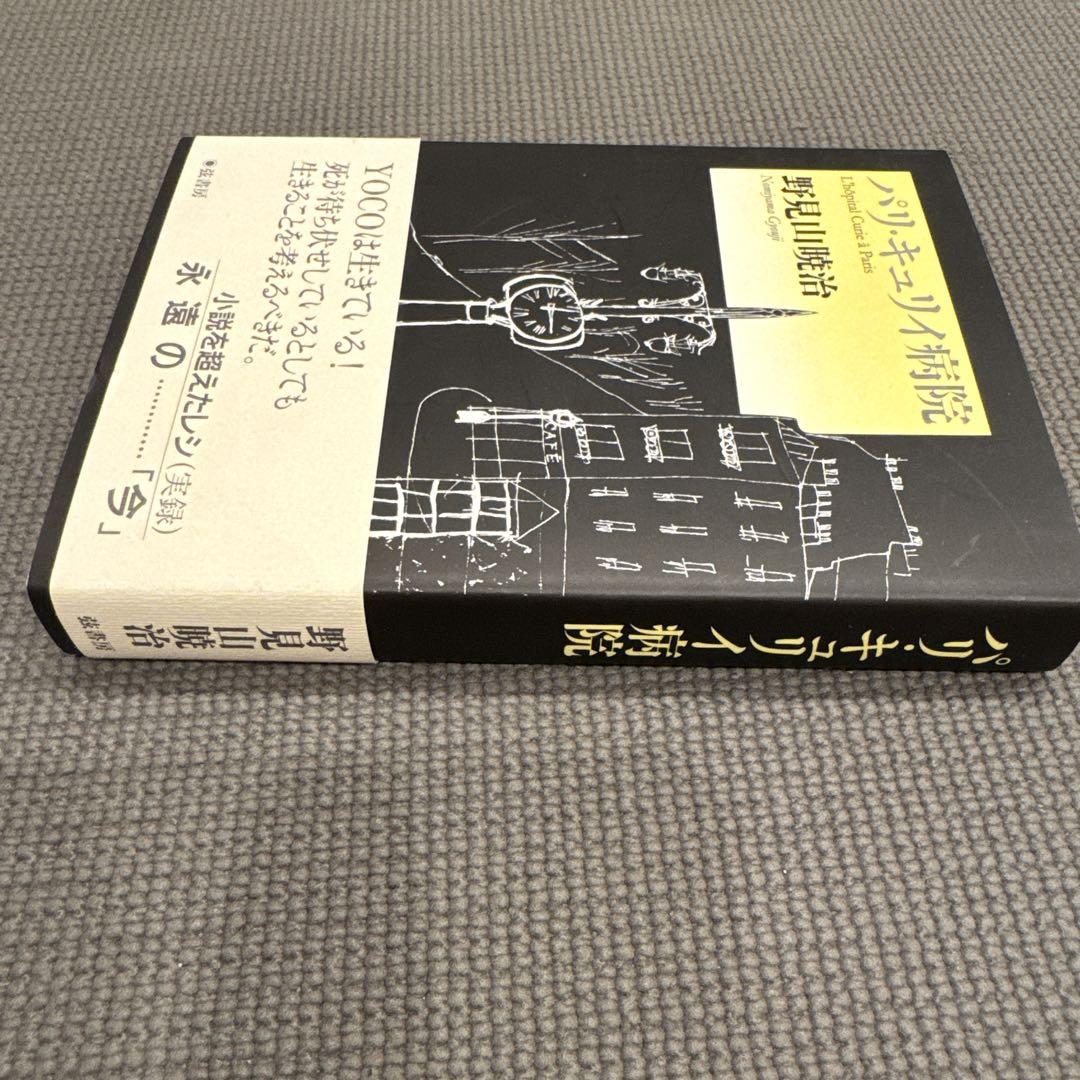 パリ・キュリイ病院
L'hôpital Curie à Paris
野見山暁治
Nomiyama Gyoji
CAFÉ
YOCOは生きている!
死が待ち伏せしているとしても
生きることを考えるべきだ。
小説を超えたレシ(実録)
永遠の…………「今」
弦書房
パリ・キュリイ病院
野見山暁治
弦書房